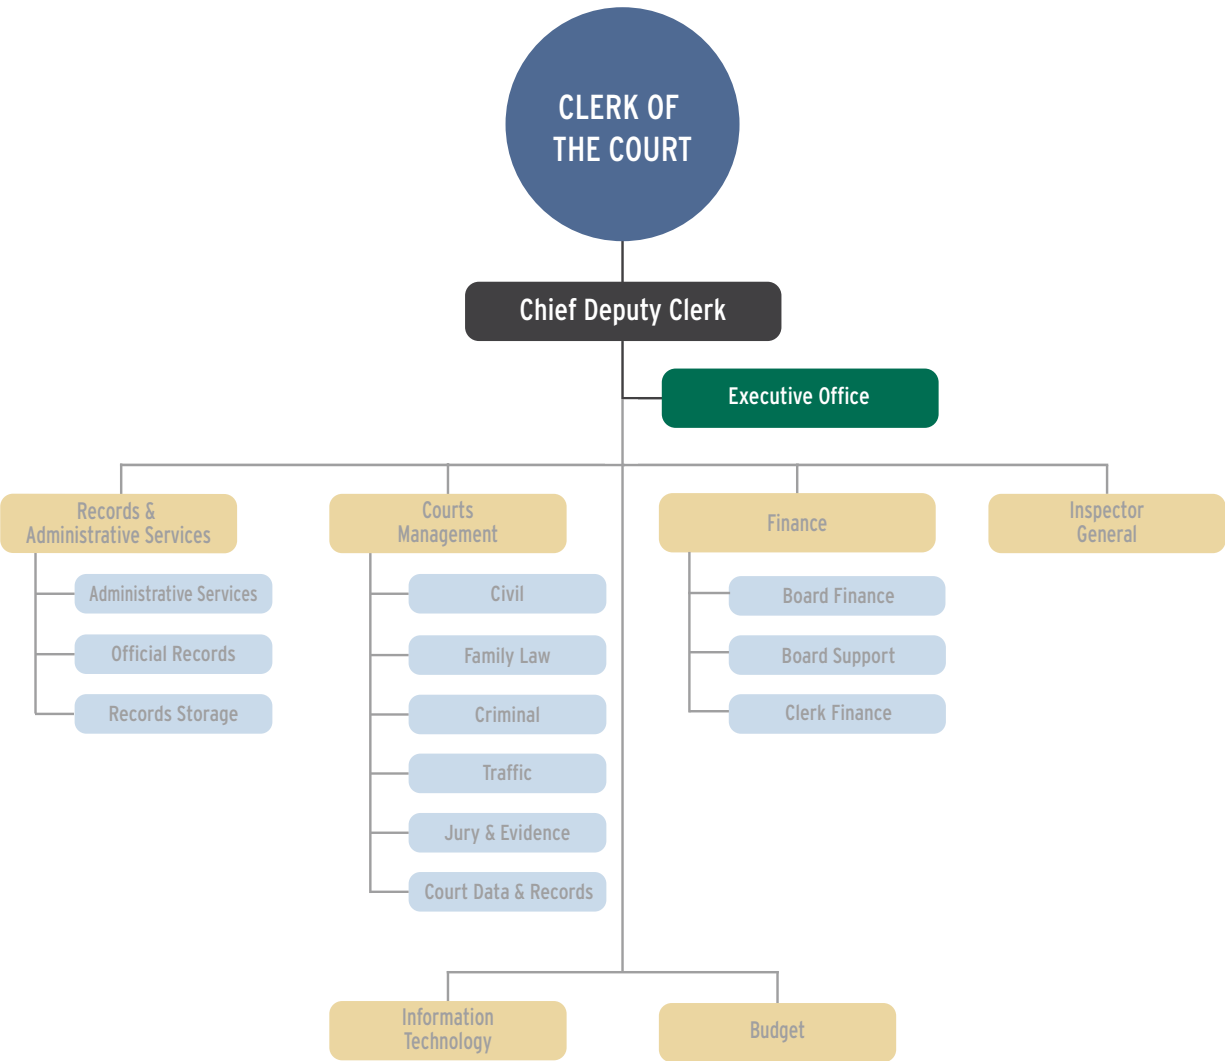 CLERK OF
THE COURT
Chief Deputy Clerk
Executive Office
Records &
Administrative Services
Administrative Services
Official Records
Records Storage
Courts
Management
Civil
Family Law
Criminal
Traffic
Jury & Evidence
Court Data & Records
Finance
Board Finance
Board Support
Clerk Finance
Inspector
General
Information
Technology
Budget